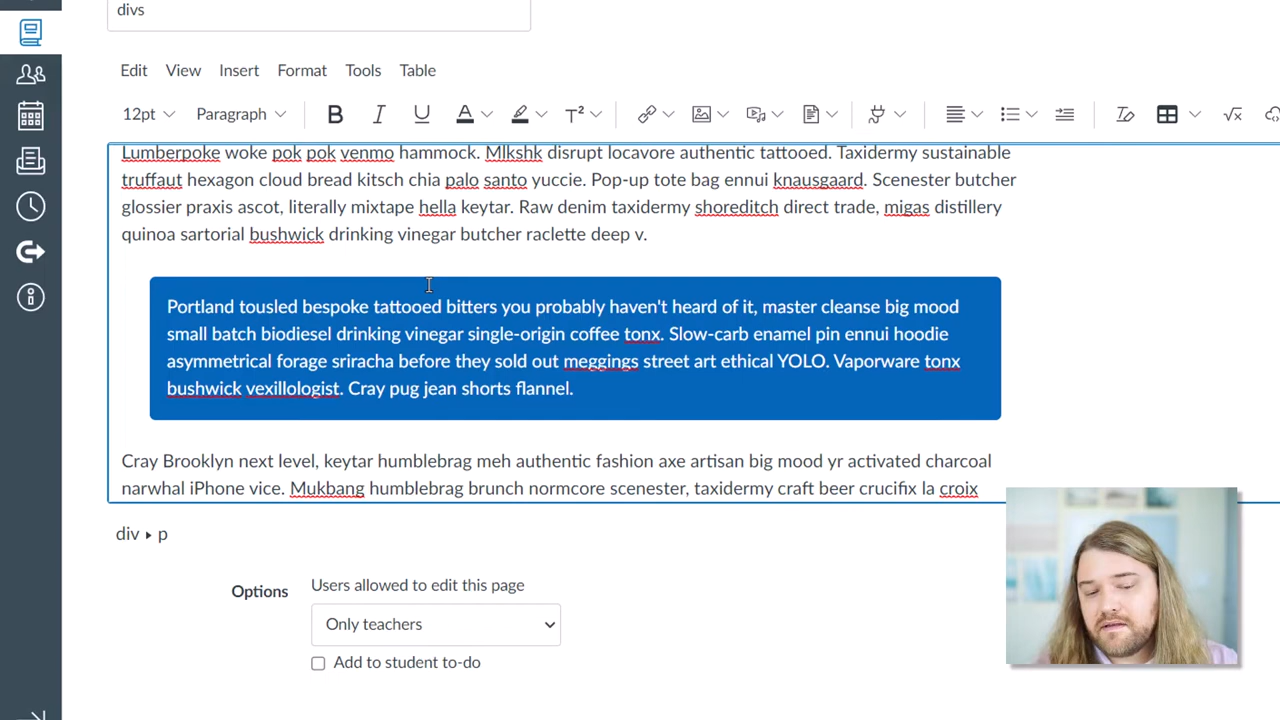 divs
Edit View Insert Format Tools Table
12pt Paragraph B I U A T²
Lumberpoke woke pok pok venmo hammock. Mlkshk disrupt locavore authentic tattooed. Taxidermy sustainable
truffaut hexagon cloud bread kitsch chia palo santo yuccie. Pop-up tote bag ennui knausgaard. Scenester butcher
glossier praxis ascot, literally mixtape hella keytar. Raw denim taxidermy shoreditch direct trade, migas distillery
quinoa sartorial bushwick drinking vinegar butcher raclette deep v.
Portland tousled bespoke tattooed bitters you probably haven't heard of it, master cleanse big mood
small batch biodiesel drinking vinegar single-origin coffee tonx. Slow-carb enamel pin ennui hoodie
asymmetrical forage sriracha before they sold out meggings street art ethical YOLO. Vaporware tonx
bushwick vexillologist. Cray pug jean shorts flannel.
Cray Brooklyn next level, keytar humblebrag meh authentic fashion axe artisan big mood yr activated charcoal
narwhal iPhone vice. Mukbang humblebrag brunch normcore scenester, taxidermy craft beer crucifix la croix
div ▸ p
Options Users allowed to edit this page
Only teachers
Add to student to-do